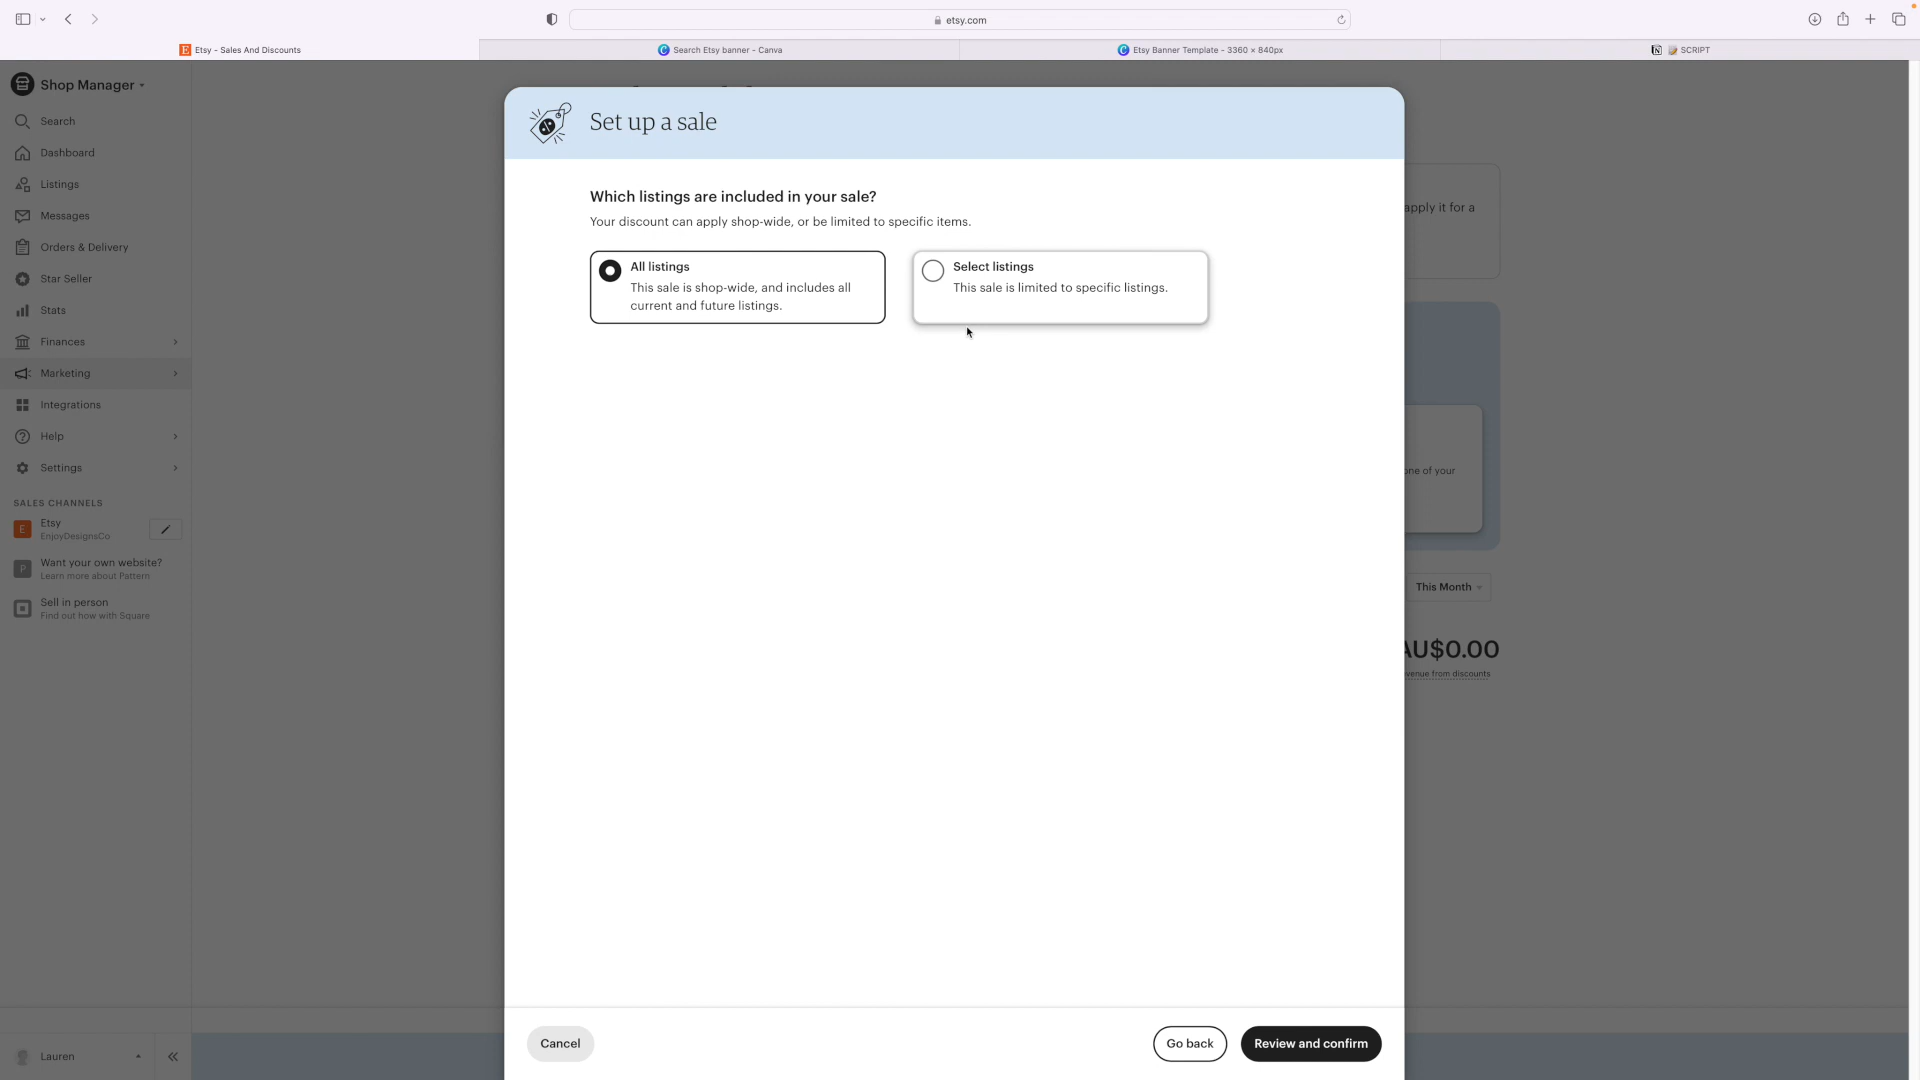 etsy.com
Etsy - Sales And Discounts
Search Etsy banner - Canva
Etsy Banner Template - 3360 × 840px
SCRIPT
Shop Manager
Search
Dashboard
Listings
Messages
Orders & Delivery
Star Seller
Stats
Finances
Marketing
Integrations
Help
Settings
SALES CHANNELS
E
Etsy
EnjoyDesignsCo
P
Want your own website?
Learn more about Pattern
Sell in person
Find out how with Square
Lauren
Set up a sale
Which listings are included in your sale?
Your discount can apply shop-wide, or be limited to specific items.
All listings
This sale is shop-wide, and includes all
current and future listings.
Select listings
This sale is limited to specific listings.
Cancel
Go back
Review and confirm
apply it for a
one of your
This Month
AU$0.00
venue from discounts